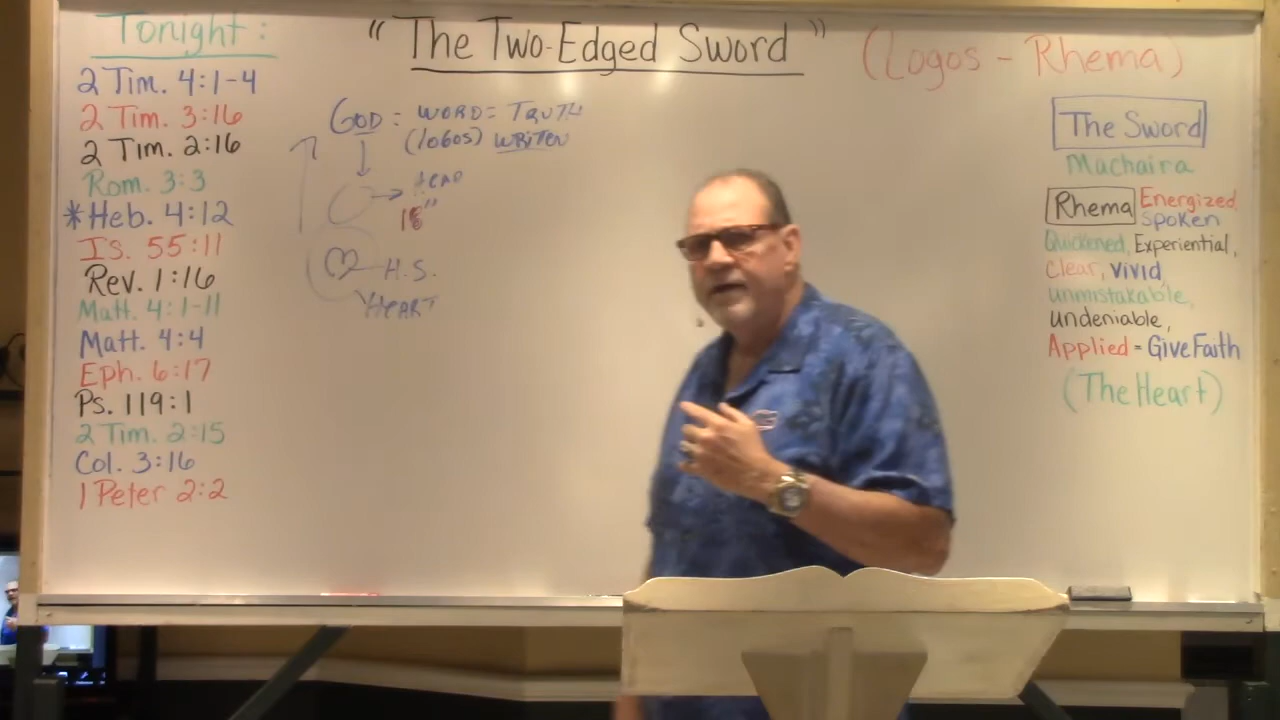 Tonight:
2 Tim. 4:1-4
2 Tim. 3:16
2 Tim. 2:16
Rom. 3:3
*Heb. 4:12
Is. 55:11
Rev. 1:16
Matt. 4:1-11
Matt. 4:4
Eph. 6:17
Ps. 119:1
2 Tim. 2:15
Col. 3:16
1 Peter 2:2
"The Two-Edged Sword"
(Logos - Rhema)
GOD = WORD = TRUTH
(logos) WRITTEN
HEAD
18"
H.S.
HEART
The Sword
Machaira
Rhema Energized,
spoken
Quickened, Experiential,
Clear, vivid,
unmistakable,
undeniable,
Applied = Give Faith
(The Heart)